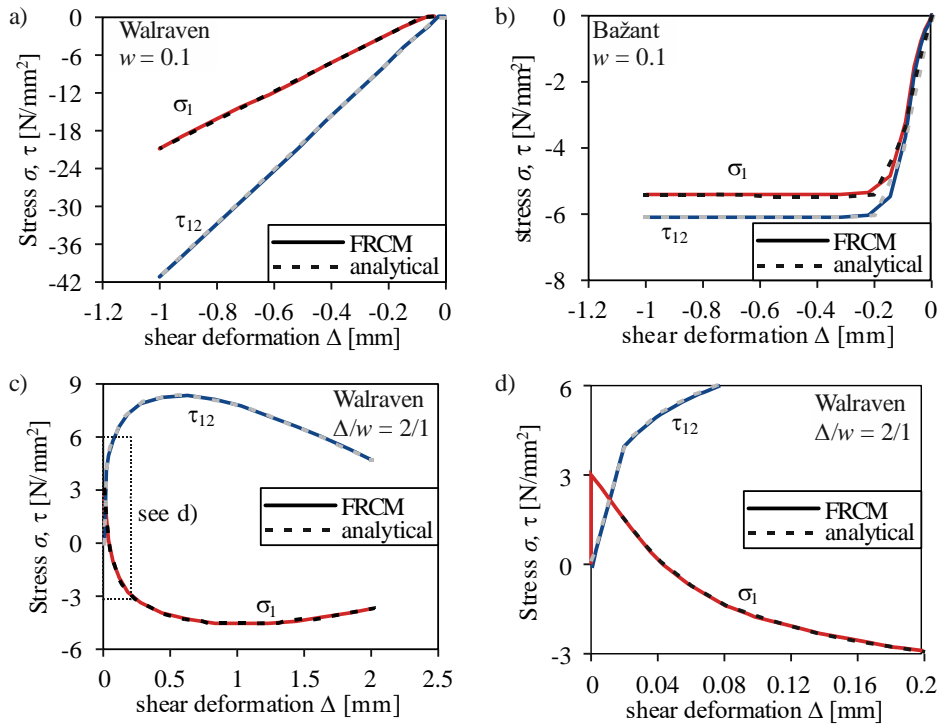 a)
Walraven
w = 0.1
Stress σ, τ [N/mm²]
0
-6
-12
-18
-24
-30
-36
-42
σ₁
τ₁₂
FRCM
analytical
-1.2 -1 -0.8 -0.6 -0.4 -0.2 0
shear deformation Δ [mm]
b)
Bažant
w = 0.1
stress σ, τ [N/mm²]
0
-2
-4
-6
-8
σ₁
τ₁₂
FRCM
analytical
-1.2 -1 -0.8 -0.6 -0.4 -0.2 0
shear deformation Δ [mm]
c)
Walraven
Δ/w = 2/1
Stress σ, τ [N/mm²]
9
6
3
0
-3
-6
τ₁₂
see d)
σ₁
FRCM
analytical
0 0.5 1 1.5 2 2.5
shear deformation Δ [mm]
d)
Walraven
Δ/w = 2/1
Stress σ, τ [N/mm²]
6
3
0
-3
τ₁₂
σ₁
FRCM
analytical
0 0.04 0.08 0.12 0.16 0.2
shear deformation Δ [mm]